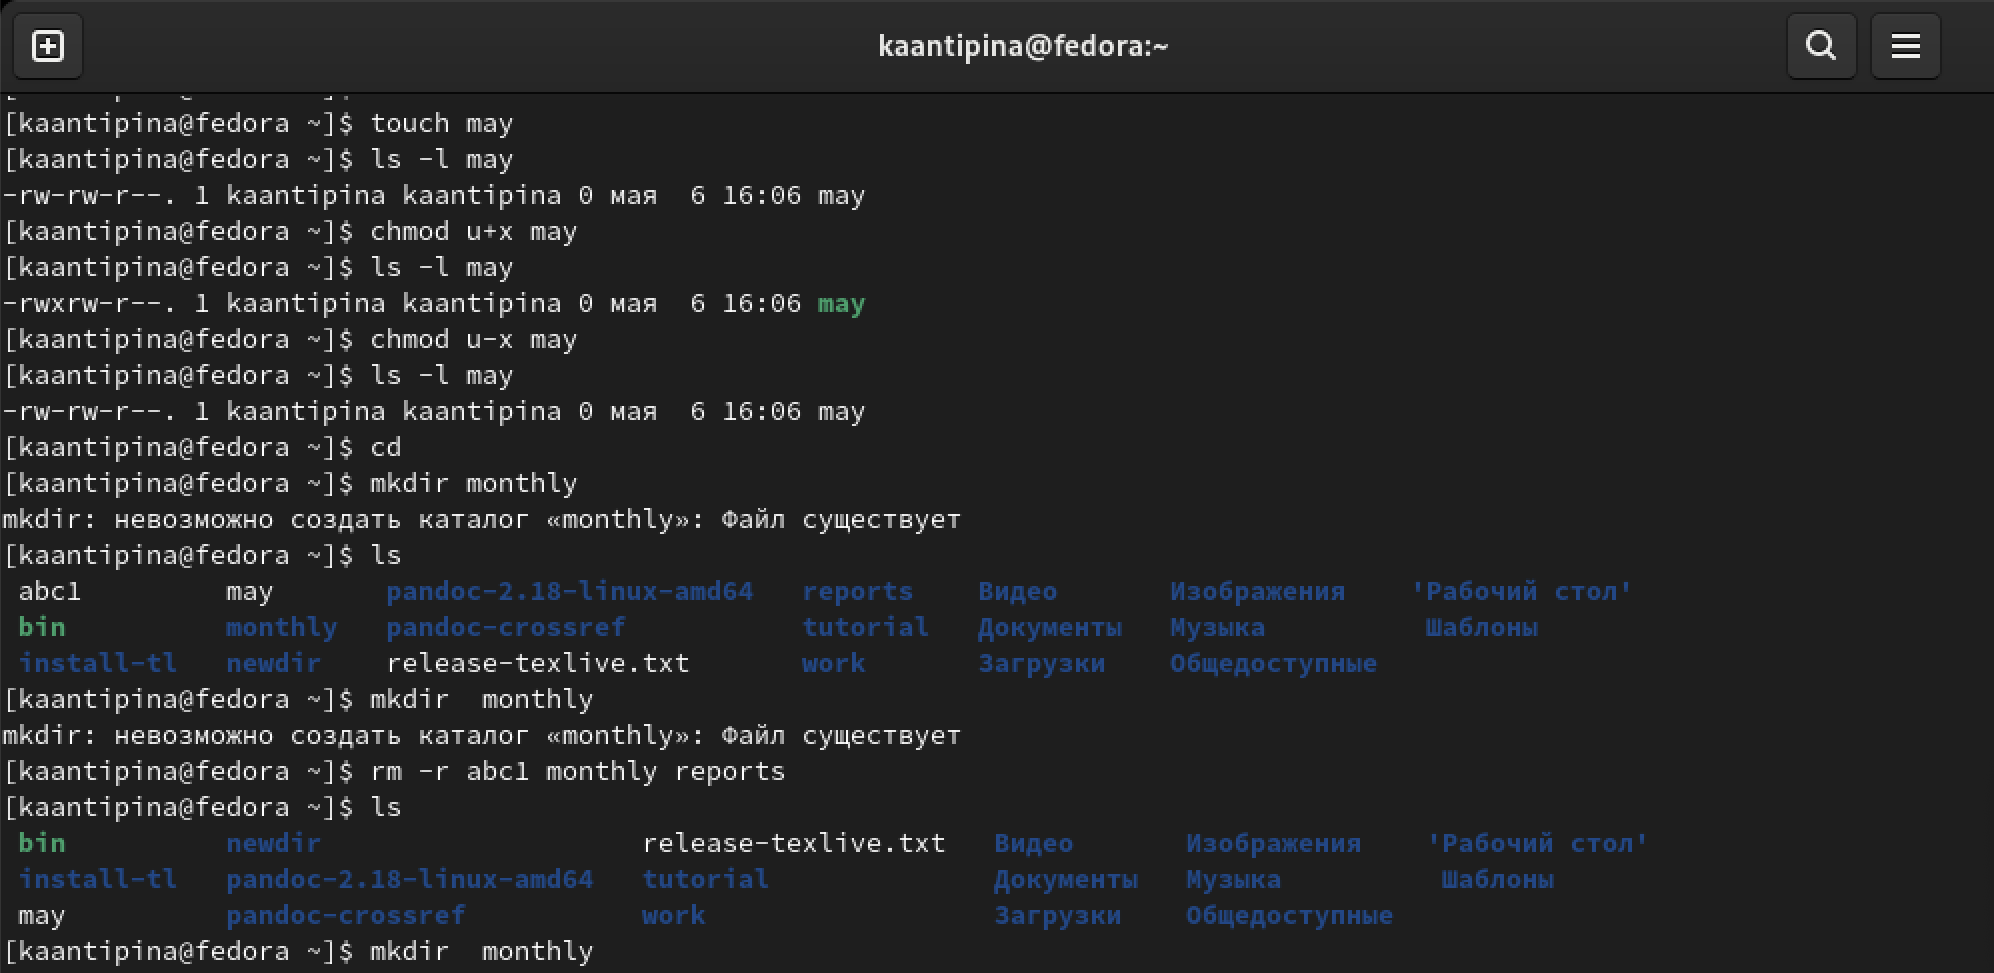 kaantipina@fedora:~
[kaantipina@fedora ~]$ touch may
[kaantipina@fedora ~]$ ls -l may
-rw-rw-r--. 1 kaantipina kaantipina 0 мая  6 16:06 may
[kaantipina@fedora ~]$ chmod u+x may
[kaantipina@fedora ~]$ ls -l may
-rwxrw-r--. 1 kaantipina kaantipina 0 мая  6 16:06 may
[kaantipina@fedora ~]$ chmod u-x may
[kaantipina@fedora ~]$ ls -l may
-rw-rw-r--. 1 kaantipina kaantipina 0 мая  6 16:06 may
[kaantipina@fedora ~]$ cd
[kaantipina@fedora ~]$ mkdir monthly
mkdir: невозможно создать каталог «monthly»: Файл существует
[kaantipina@fedora ~]$ ls
abc1 may pandoc-2.18-linux-amd64 reports Видео Изображения 'Рабочий стол'
bin monthly pandoc-crossref tutorial Документы Музыка Шаблоны
install-tl newdir release-texlive.txt work Загрузки Общедоступные
[kaantipina@fedora ~]$ mkdir  monthly
mkdir: невозможно создать каталог «monthly»: Файл существует
[kaantipina@fedora ~]$ rm -r abc1 monthly reports
[kaantipina@fedora ~]$ ls
bin newdir release-texlive.txt Видео Изображения 'Рабочий стол'
install-tl pandoc-2.18-linux-amd64 tutorial Документы Музыка Шаблоны
may pandoc-crossref work Загрузки Общедоступные
[kaantipina@fedora ~]$ mkdir  monthly